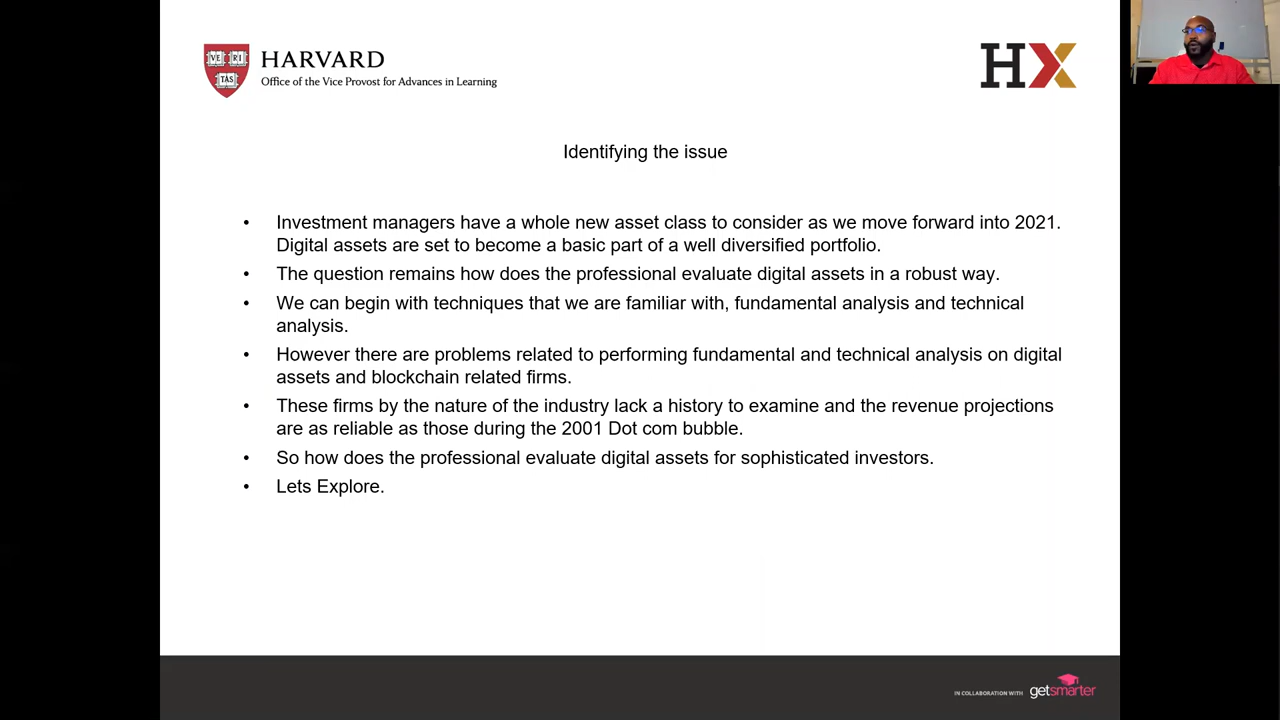 HARVARD
Office of the Vice Provost for Advances in Learning
VE RI
TAS
HX
Identifying the issue
• Investment managers have a whole new asset class to consider as we move forward into 2021.
Digital assets are set to become a basic part of a well diversified portfolio.
• The question remains how does the professional evaluate digital assets in a robust way.
• We can begin with techniques that we are familiar with, fundamental analysis and technical
analysis.
• However there are problems related to performing fundamental and technical analysis on digital
assets and blockchain related firms.
• These firms by the nature of the industry lack a history to examine and the revenue projections
are as reliable as those during the 2001 Dot com bubble.
• So how does the professional evaluate digital assets for sophisticated investors.
• Lets Explore.
IN COLLABORATION WITH getsmarter